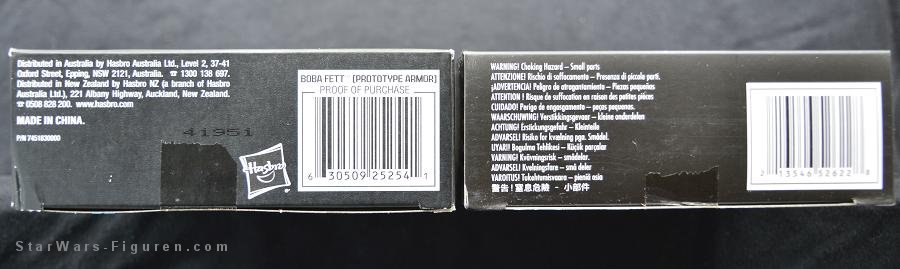 Distributed in Australia by Hasbro Australia Ltd., Level 2, 37-41
Oxford Street, Epping, NSW 2121, Australia. ☎ 1300 138 697.
Distributed in New Zealand by Hasbro NZ (a branch of Hasbro
Australia Ltd.), 221 Albany Highway, Auckland, New Zealand.
☎ 0508 828 200. www.hasbro.com
MADE IN CHINA.
P/N 7451830000
41951
Hasbro
BOBA FETT [PROTOTYPE ARMOR]
PROOF OF PURCHASE
6 30509 25254 1
WARNING! Choking Hazard – Small parts
ATTENZIONE! Rischio di soffocamento – Presenza di piccole parti.
¡ADVERTENCIA! Peligro de atragantamiento – Piezas pequeñas
ATTENTION ! Risque de suffocation en raison des petites pièces
CUIDADO! Perigo de engasgamento – peças pequenas.
WAARSCHUWING! Verstikkingsgevaar – kleine onderdelen
ACHTUNG! Erstickungsgefahr – Kleinteile
ADVARSEL! Risiko for kvælning pga. Smådel.
UYARI! Bogulma Tehlikesi – Küçük parçalar
VARNING! Kvävningsrisk – smådelar.
ADVARSEL! Kvelningsfare – små deler
VAROITUS! Tukehtumisvaara – pieniä osia
警告! 窒息危險 - 小部件
2 13546 52622 8
StarWars-Figuren.com